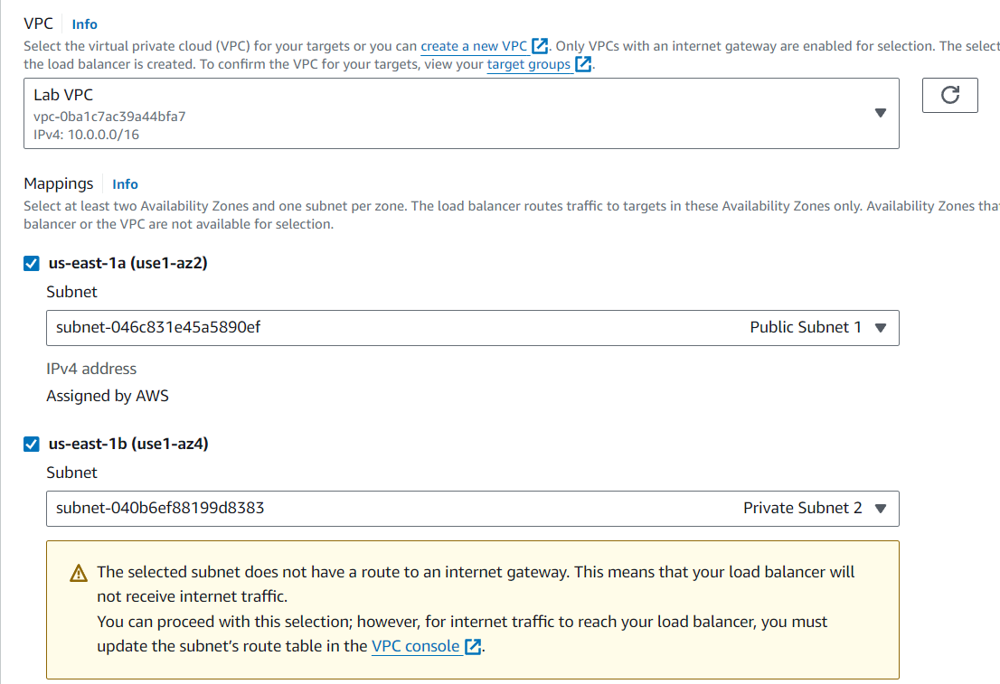 VPC Info
Select the virtual private cloud (VPC) for your targets or you can create a new VPC. Only VPCs with an internet gateway are enabled for selection. The select
the load balancer is created. To confirm the VPC for your targets, view your target groups.
Lab VPC
vpc-0ba1c7ac39a44bfa7
IPv4: 10.0.0.0/16
Mappings Info
Select at least two Availability Zones and one subnet per zone. The load balancer routes traffic to targets in these Availability Zones only. Availability Zones tha
balancer or the VPC are not available for selection.
us-east-1a (use1-az2)
Subnet
subnet-046c831e45a5890ef Public Subnet 1
IPv4 address
Assigned by AWS
us-east-1b (use1-az4)
Subnet
subnet-040b6ef88199d8383 Private Subnet 2
The selected subnet does not have a route to an internet gateway. This means that your load balancer will
not receive internet traffic.
You can proceed with this selection; however, for internet traffic to reach your load balancer, you must
update the subnet’s route table in the VPC console.